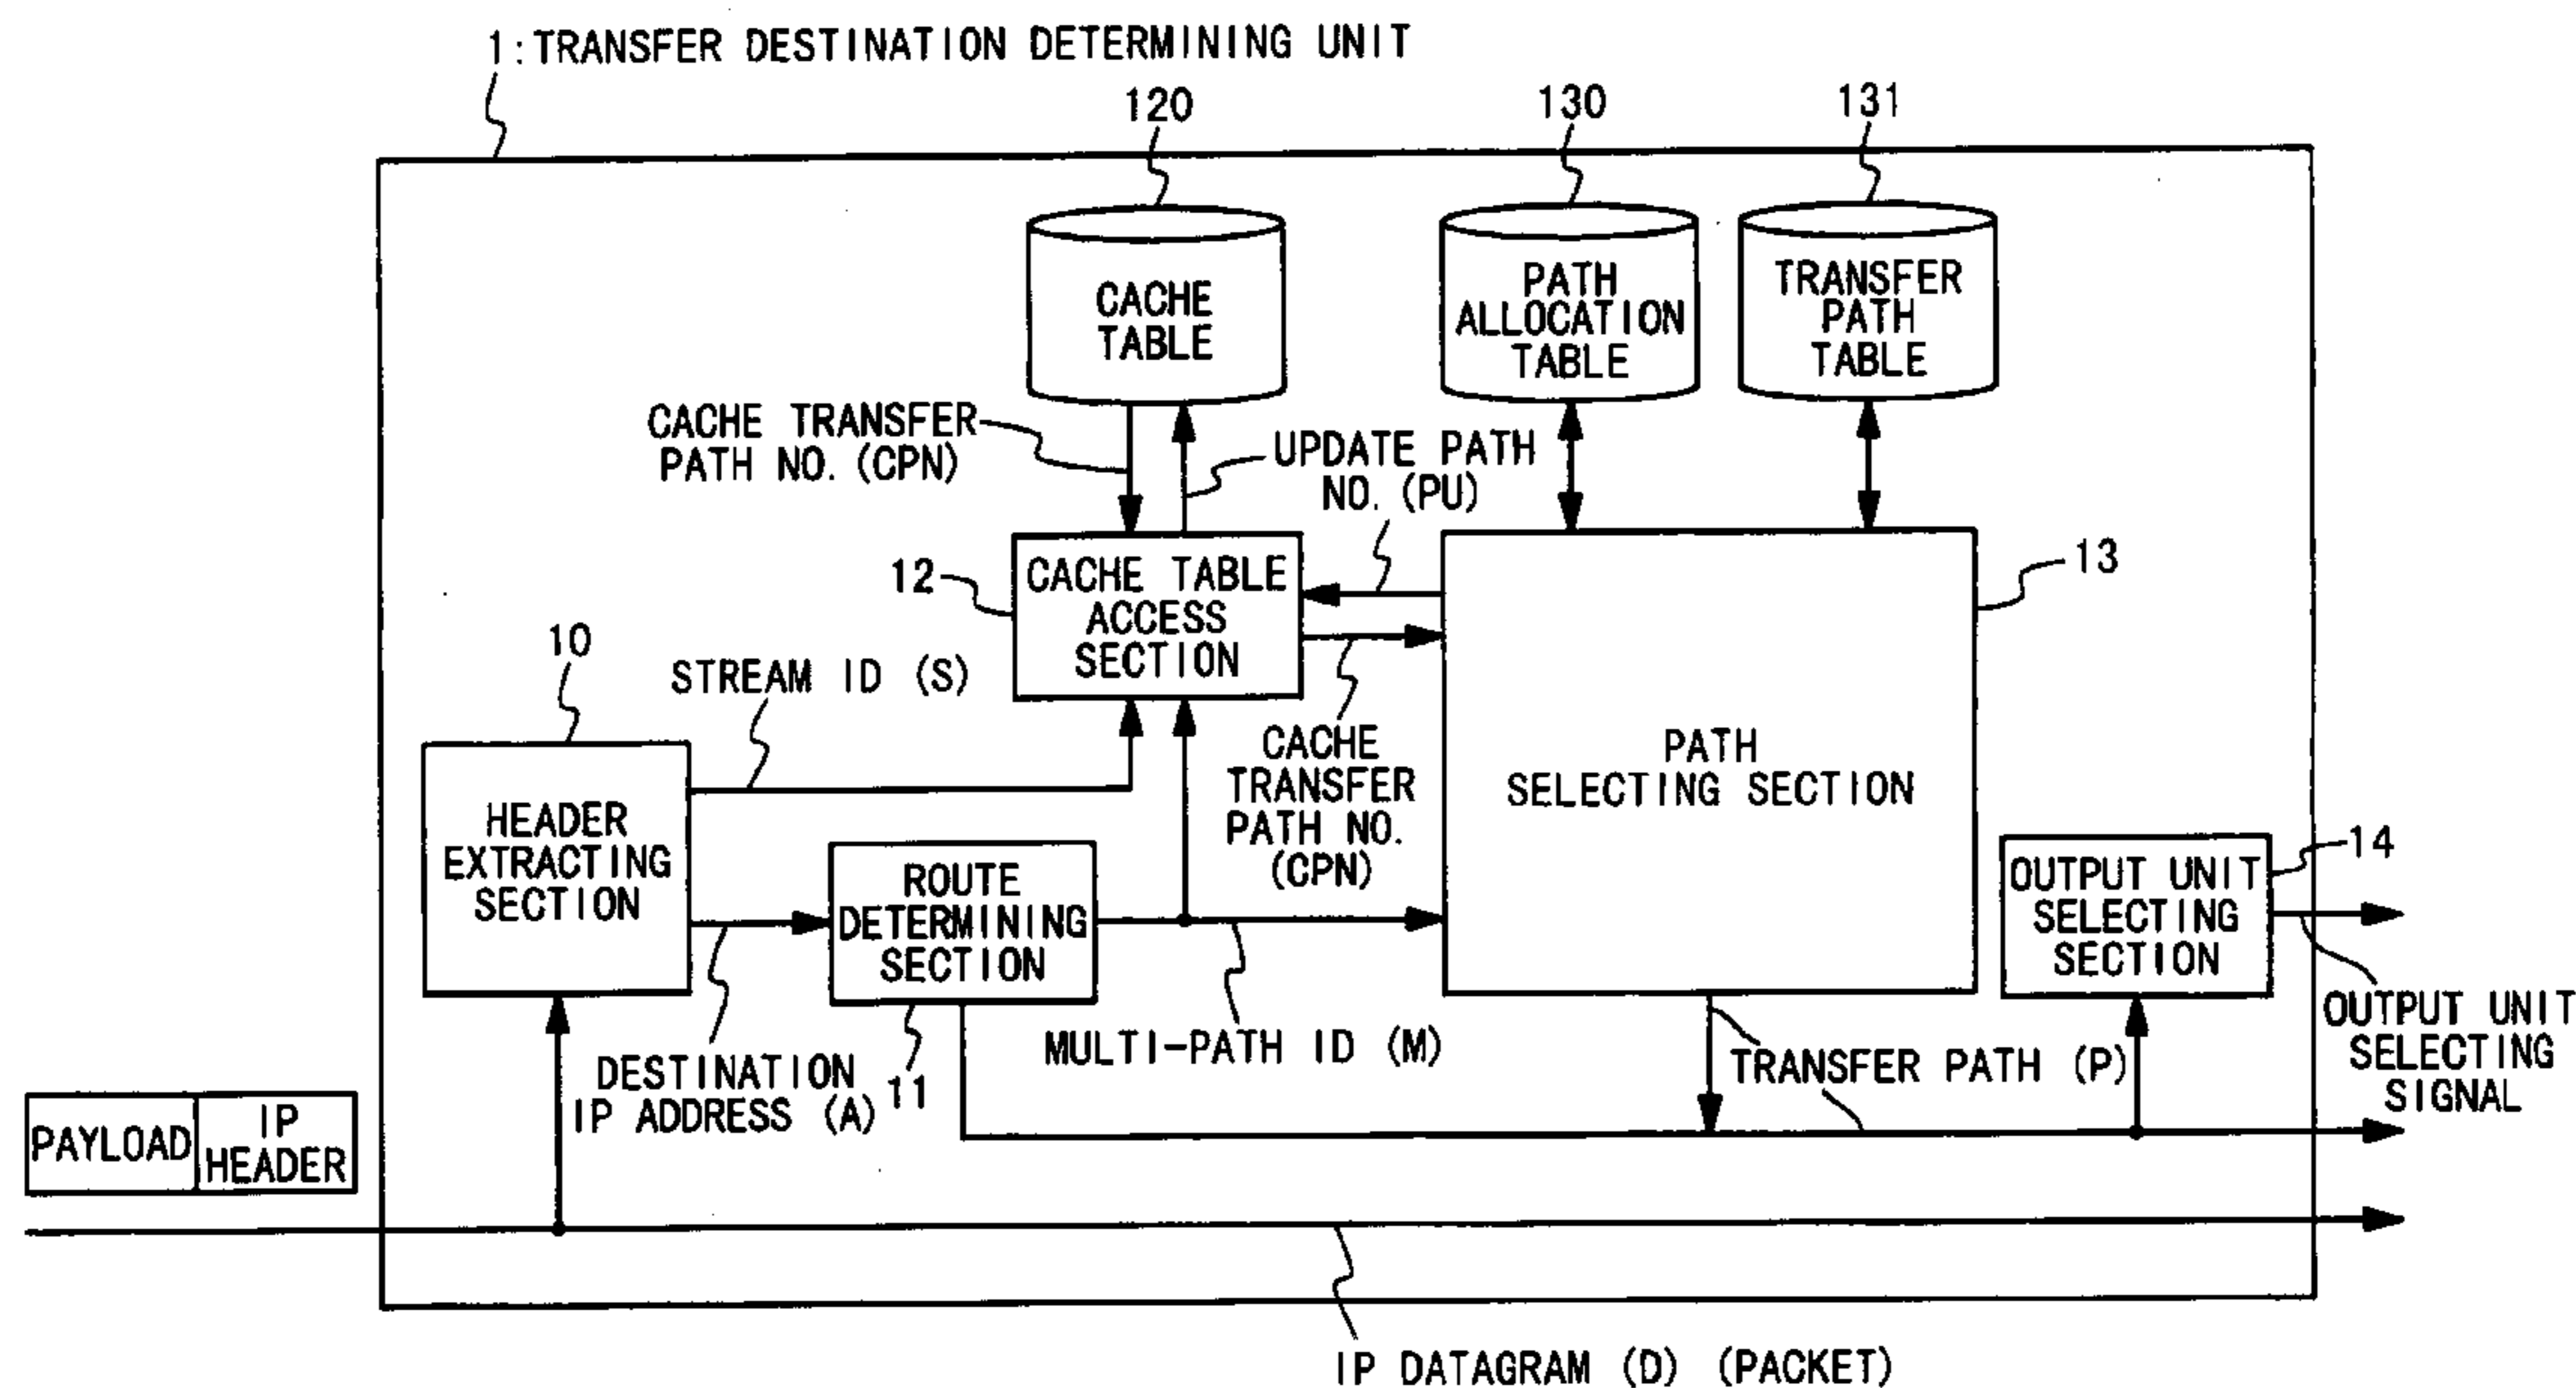 1:TRANSFER DESTINATION DETERMINING UNIT
120
130
131
CACHE
TABLE
PATH
ALLOCATION
TABLE
TRANSFER
PATH
TABLE
CACHE TRANSFER
PATH NO. (CPN)
UPDATE PATH
NO. (PU)
12
CACHE TABLE
ACCESS
SECTION
13
10
STREAM ID (S)
CACHE
TRANSFER
PATH NO.
(CPN)
PATH
SELECTING SECTION
HEADER
EXTRACTING
SECTION
ROUTE
DETERMINING
SECTION
14
OUTPUT UNIT
SELECTING
SECTION
OUTPUT UNIT
SELECTING
SIGNAL
DESTINATION
IP ADDRESS (A)
11
MULTI-PATH ID (M)
TRANSFER PATH (P)
PAYLOAD
IP
HEADER
IP DATAGRAM (D) (PACKET)